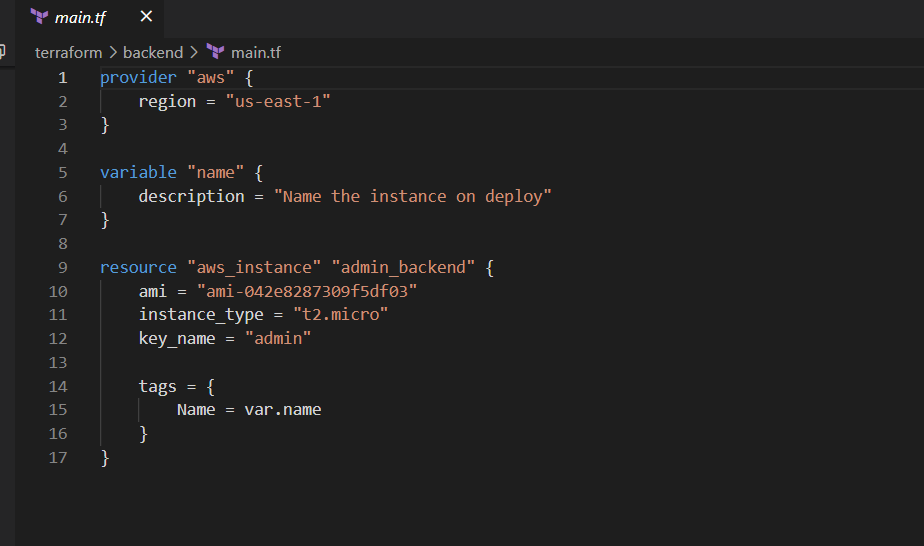 main.tf
terraform > backend > main.tf
1 provider "aws" {
2     region = "us-east-1"
3 }
4
5 variable "name" {
6     description = "Name the instance on deploy"
7 }
8
9 resource "aws_instance" "admin_backend" {
10     ami = "ami-042e8287309f5df03"
11     instance_type = "t2.micro"
12     key_name = "admin"
13
14     tags = {
15         Name = var.name
16     }
17 }